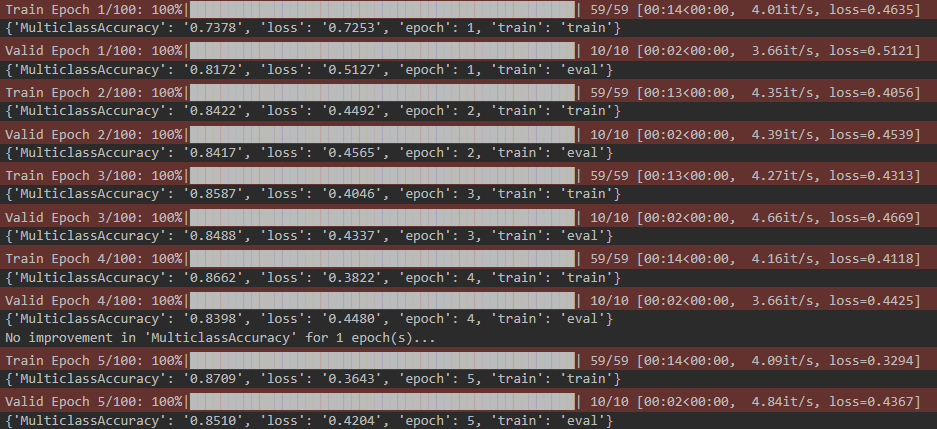 Train Epoch 1/100: 100%|██████████| 59/59 [00:14<00:00,  4.01it/s, loss=0.4635]
{'MulticlassAccuracy': '0.7378', 'loss': '0.7253', 'epoch': 1, 'train': 'train'}
Valid Epoch 1/100: 100%|██████████| 10/10 [00:02<00:00,  3.66it/s, loss=0.5121]
{'MulticlassAccuracy': '0.8172', 'loss': '0.5127', 'epoch': 1, 'train': 'eval'}
Train Epoch 2/100: 100%|██████████| 59/59 [00:13<00:00,  4.35it/s, loss=0.4056]
{'MulticlassAccuracy': '0.8422', 'loss': '0.4492', 'epoch': 2, 'train': 'train'}
Valid Epoch 2/100: 100%|██████████| 10/10 [00:02<00:00,  4.39it/s, loss=0.4539]
{'MulticlassAccuracy': '0.8417', 'loss': '0.4565', 'epoch': 2, 'train': 'eval'}
Train Epoch 3/100: 100%|██████████| 59/59 [00:13<00:00,  4.27it/s, loss=0.4313]
{'MulticlassAccuracy': '0.8587', 'loss': '0.4046', 'epoch': 3, 'train': 'train'}
Valid Epoch 3/100: 100%|██████████| 10/10 [00:02<00:00,  4.66it/s, loss=0.4669]
{'MulticlassAccuracy': '0.8488', 'loss': '0.4337', 'epoch': 3, 'train': 'eval'}
Train Epoch 4/100: 100%|██████████| 59/59 [00:14<00:00,  4.16it/s, loss=0.4118]
{'MulticlassAccuracy': '0.8662', 'loss': '0.3822', 'epoch': 4, 'train': 'train'}
Valid Epoch 4/100: 100%|██████████| 10/10 [00:02<00:00,  3.66it/s, loss=0.4425]
{'MulticlassAccuracy': '0.8398', 'loss': '0.4480', 'epoch': 4, 'train': 'eval'}
No improvement in 'MulticlassAccuracy' for 1 epoch(s)...
Train Epoch 5/100: 100%|██████████| 59/59 [00:14<00:00,  4.09it/s, loss=0.3294]
{'MulticlassAccuracy': '0.8709', 'loss': '0.3643', 'epoch': 5, 'train': 'train'}
Valid Epoch 5/100: 100%|██████████| 10/10 [00:02<00:00,  4.84it/s, loss=0.4367]
{'MulticlassAccuracy': '0.8510', 'loss': '0.4204', 'epoch': 5, 'train': 'eval'}